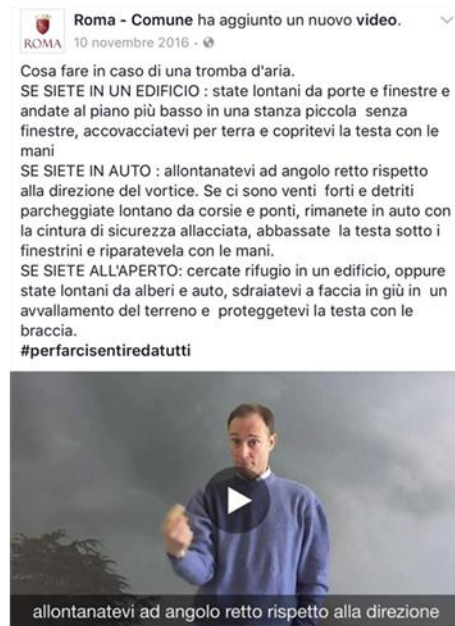 Roma - Comune ha aggiunto un nuovo video.
ROMA
10 novembre 2016 ·
Cosa fare in caso di una tromba d'aria.
SE SIETE IN UN EDIFICIO : state lontani da porte e finestre e
andate al piano più basso in una stanza piccola senza
finestre, accovacciatevi per terra e copritevi la testa con le
mani
SE SIETE IN AUTO : allontanatevi ad angolo retto rispetto
alla direzione del vortice. Se ci sono venti forti e detriti
parcheggiate lontano da corsie e ponti, rimanete in auto con
la cintura di sicurezza allacciata, abbassate la testa sotto i
finestrini e riparatevela con le mani.
SE SIETE ALL'APERTO: cercate rifugio in un edificio, oppure
state lontani da alberi e auto, sdraiatevi a faccia in giù in un
avvallamento del terreno e proteggetevi la testa con le
braccia.
#perfarcisentiredatutti
allontanatevi ad angolo retto rispetto alla direzione